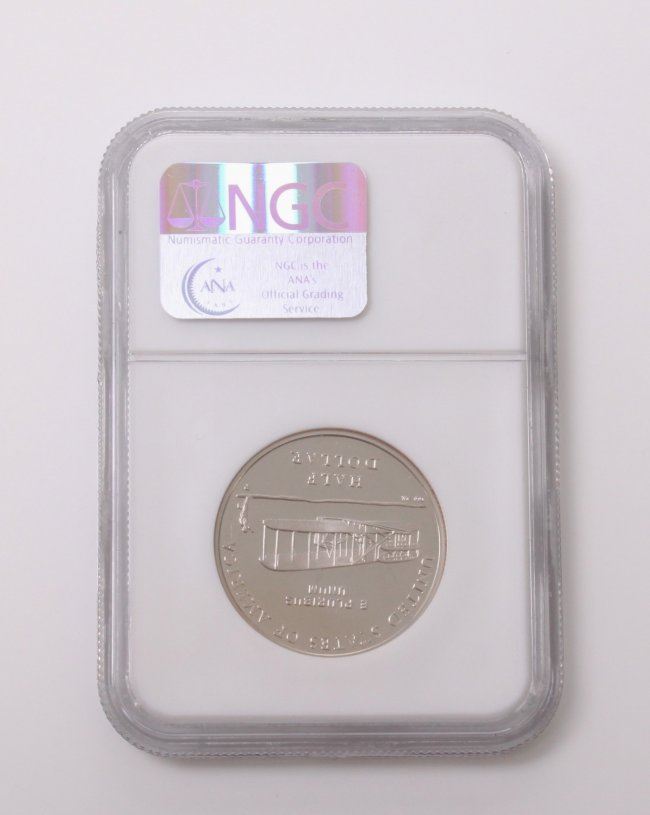 NGC
Numismatic Guaranty Corporation
ANA
NGC is the
ANA's
Official Grading
Service
UNITED STATES OF AMERICA
E PLURIBUS
UNUM
HALF
DOLLAR